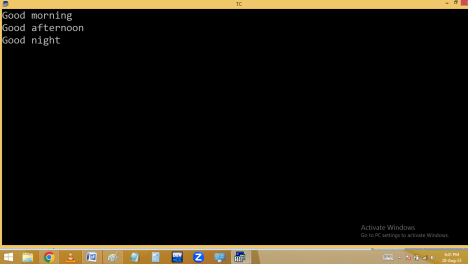 TC
Good morning
Good afternoon
Good night
Activate Windows
Go to PC settings to activate Windows.